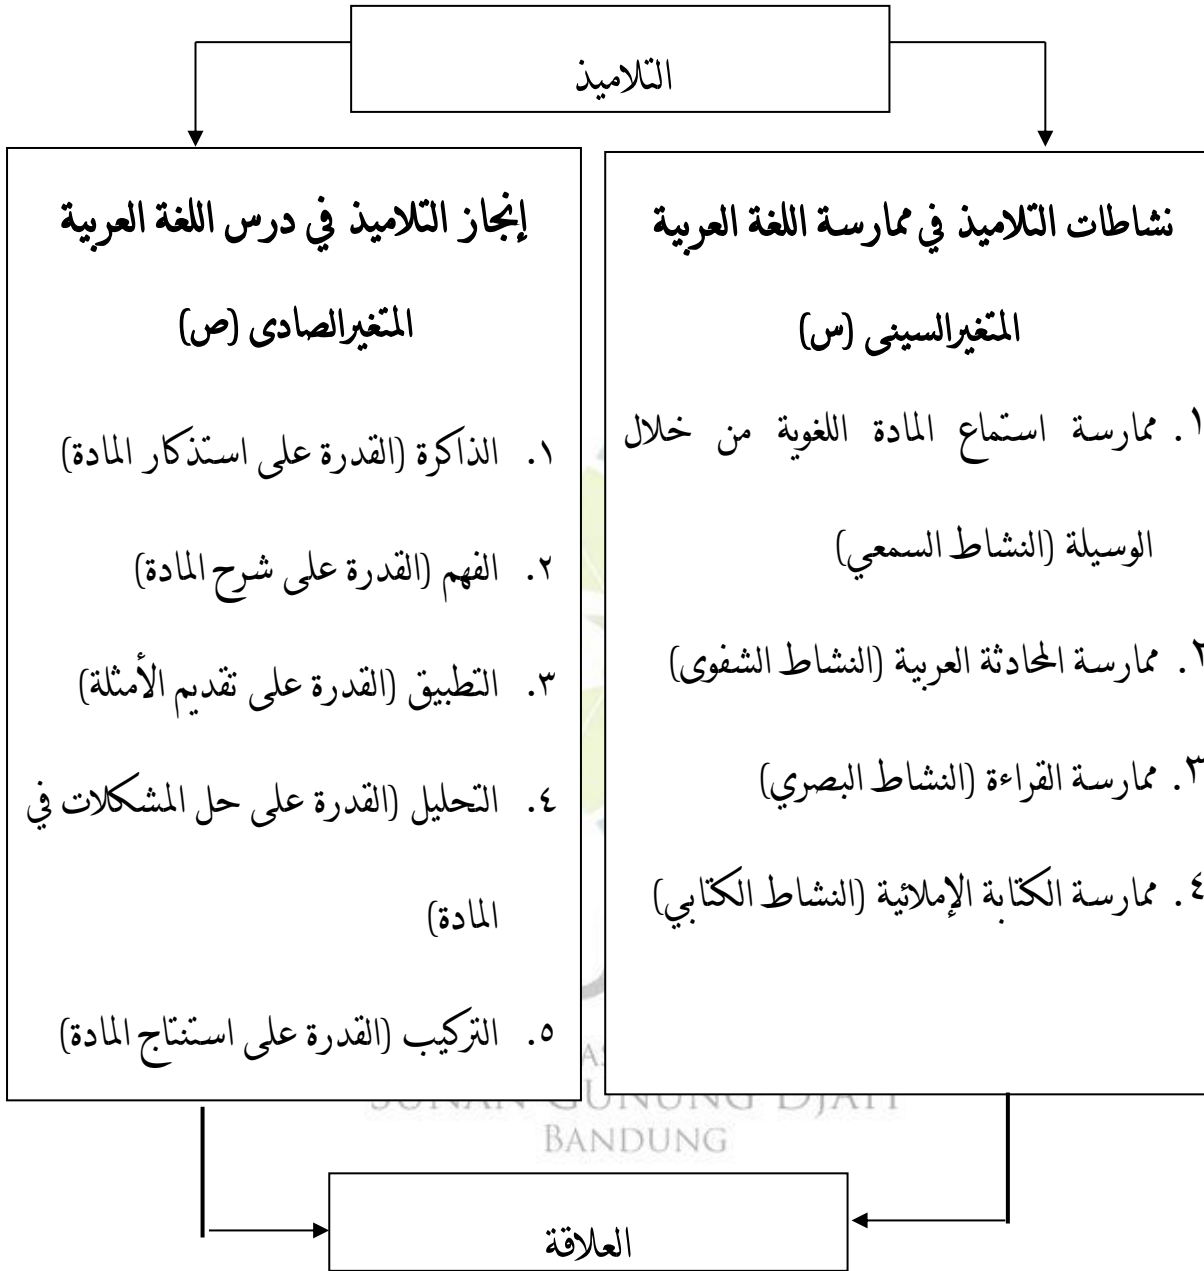 التلاميذ
نشاطات التلاميذ في ممارسة اللغة العربية
المتغيرالسينى (س)
١. ممارسة استماع المادة اللغوية من خلال
الوسيلة (النشاط السمعي)
٢. ممارسة المحادثة العربية (النشاط الشفوى)
٣. ممارسة القراءة (النشاط البصري)
٤. ممارسة الكتابة الإملائية (النشاط الكتابي)
إنجاز التلاميذ في درس اللغة العربية
المتغيرالصادى (ص)
١. الذاكرة (القدرة على استذكار المادة)
٢. الفهم (القدرة على شرح المادة)
٣. التطبيق (القدرة على تقديم الأمثلة)
٤. التحليل (القدرة على حل المشكلات في
المادة)
٥. التركيب (القدرة على استنتاج المادة)
SUNAN GUNUNG DJATI
BANDUNG
العلاقة